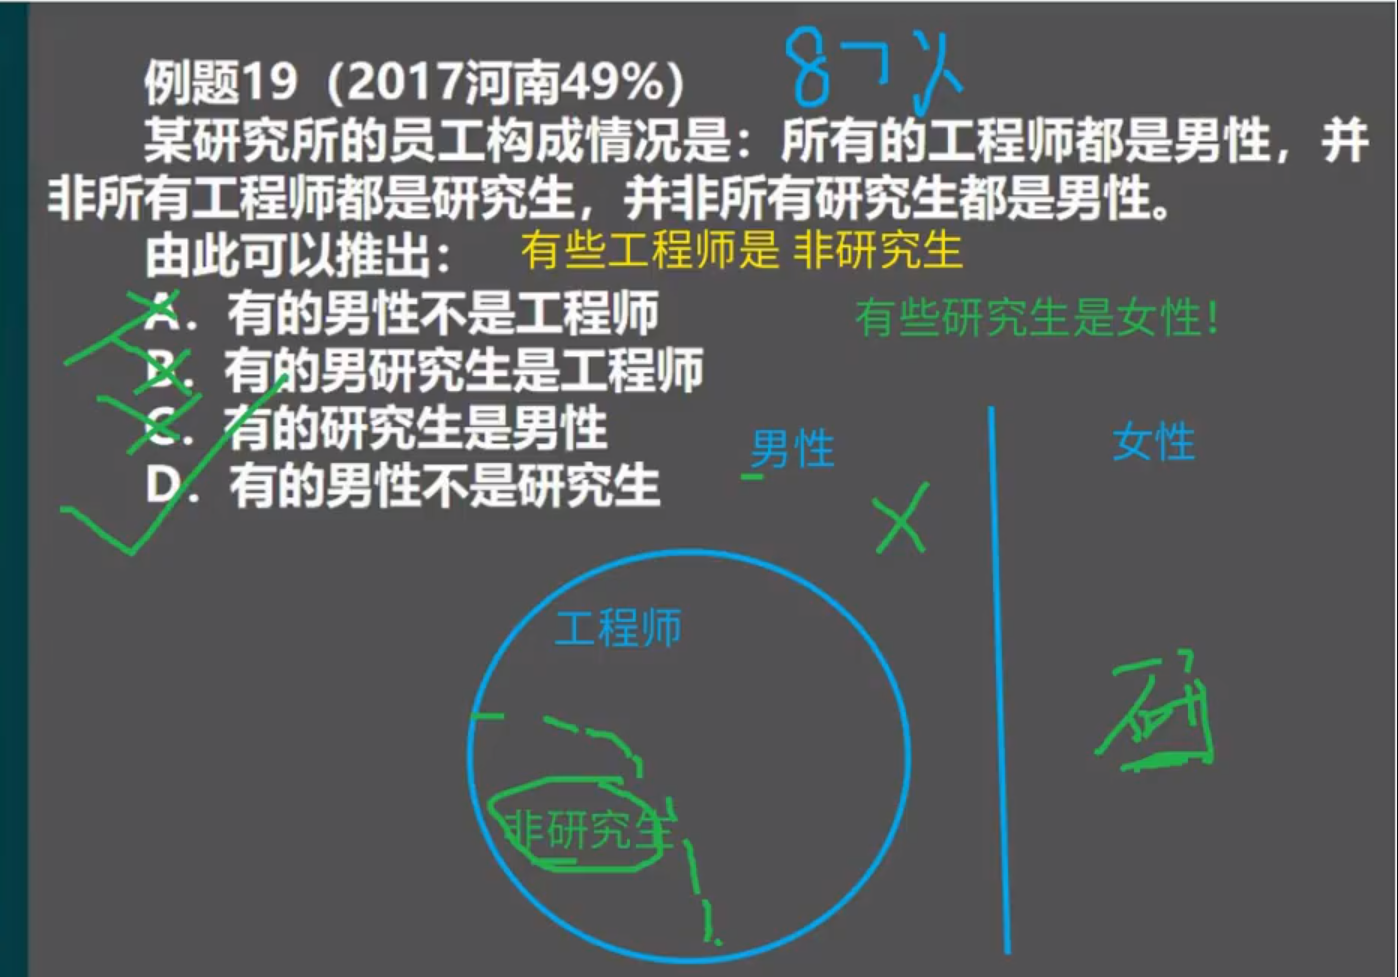 例题19（2017河南49%） 87%
某研究所的员工构成情况是：所有的工程师都是男性，并
非所有工程师都是研究生，并非所有研究生都是男性。
由此可以推出： 有些工程师是 非研究生
A. 有的男性不是工程师 有些研究生是女性!
B. 有的男研究生是工程师
C. 有的研究生是男性
男性 女性
D. 有的男性不是研究生
工程师
研
非研究生